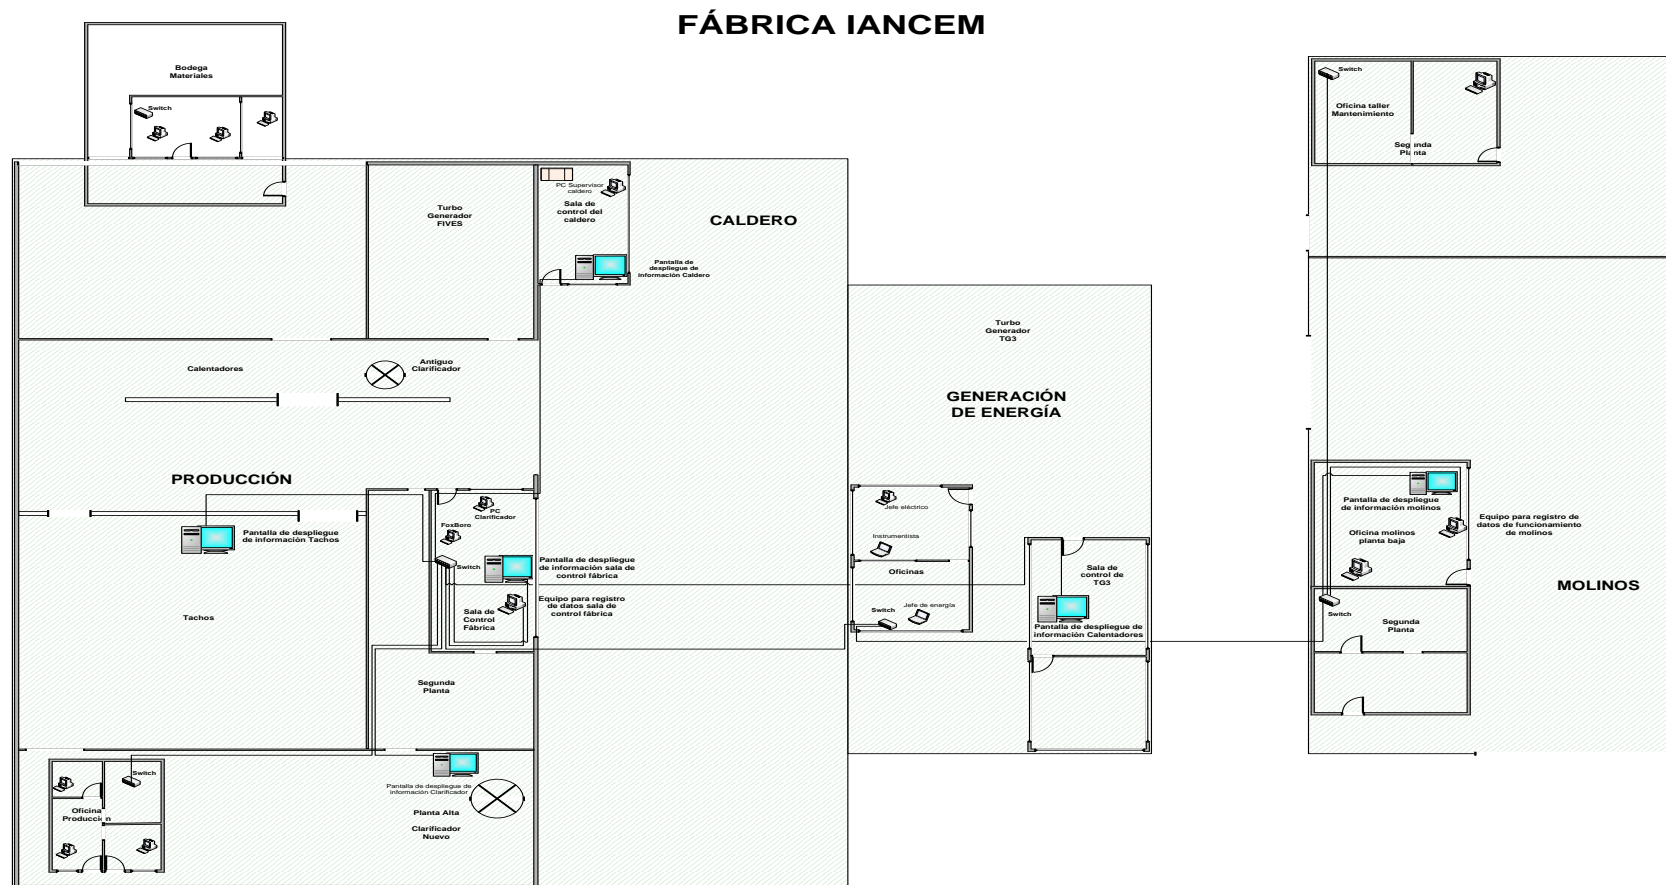 FÁBRICA IANCEM
Bodega
Materiales
Switch
Turbo
Generador
FIVES
PC Supervisor
caldero
Sala de
control del
caldero
CALDERO
Pantalla de
despliegue de
información Caldero
Switch
Oficina taller
Mantenimiento
Segunda
Planta
Turbo
Generador
TG3
GENERACIÓN
DE ENERGÍA
Calentadores
Antiguo
Clarificador
PRODUCCIÓN
Pantalla de despliegue
de información Tachos
Tachos
PC
Clarificador
FoxBoro
Switch
Pantalla de despliegue
de información sala de
control fábrica
Equipo para registro
de datos sala de
control fábrica
Sala de
Control
Fábrica
Segunda
Planta
Jefe eléctrico
Instrumentista
Oficinas
Switch
Jefe de energía
Sala de
control de
TG3
Pantalla de despliegue de
información Calentadores
Pantalla de despliegue
de información molinos
Oficina molinos
planta baja
Equipo para registro de
datos de funcionamiento
de molinos
MOLINOS
Switch
Segunda
Planta
Switch
Oficina
Producción
Pantalla de despliegue de
información Clarificador
Planta Alta
Clarificador
Nuevo